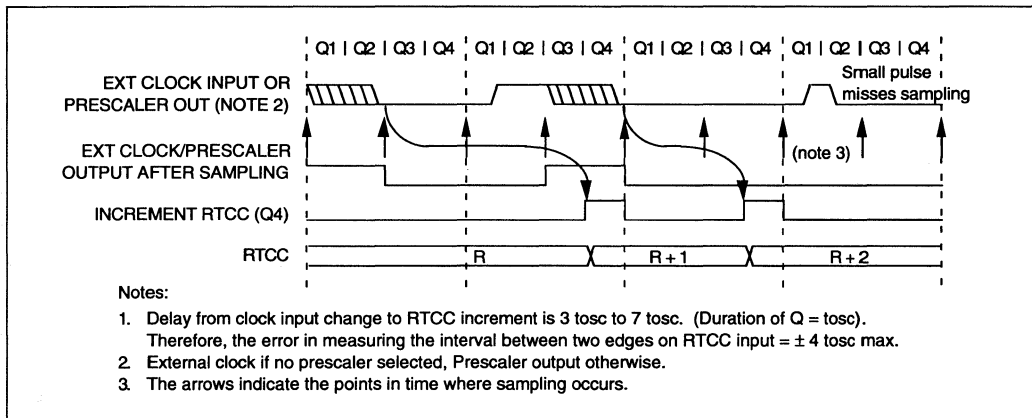 Q1 | Q2 | Q3 | Q4 Q1 | Q2 | Q3 | Q4 Q1 | Q2 | Q3 | Q4 Q1 | Q2 | Q3 | Q4
EXT CLOCK INPUT OR
PRESCALER OUT (NOTE 2)
Small pulse
misses sampling
EXT CLOCK/PRESCALER
OUTPUT AFTER SAMPLING
(note 3)
INCREMENT RTCC (Q4)
RTCC R R + 1 R + 2
Notes:
1. Delay from clock input change to RTCC increment is 3 tosc to 7 tosc. (Duration of Q = tosc).
Therefore, the error in measuring the interval between two edges on RTCC input = ± 4 tosc max.
2. External clock if no prescaler selected, Prescaler output otherwise.
3. The arrows indicate the points in time where sampling occurs.